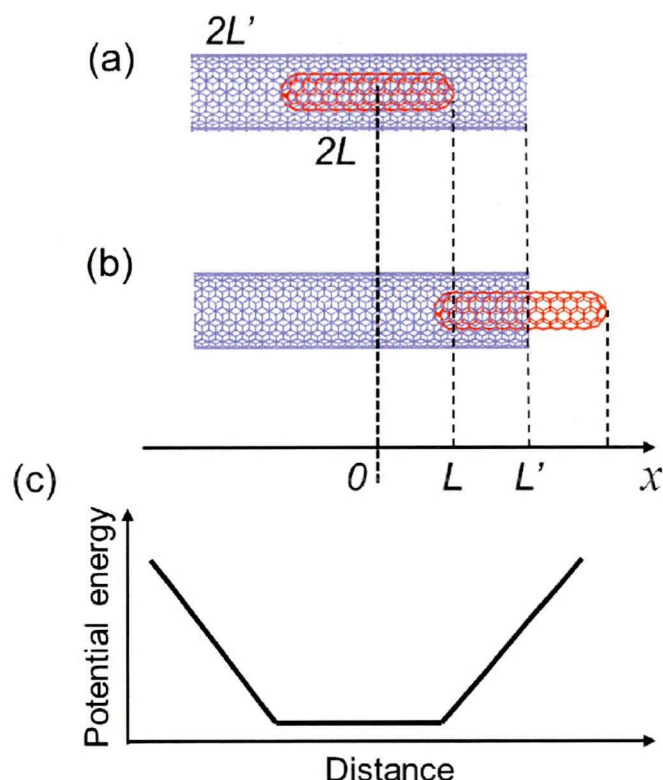 2L'
(a)
2L
(b)
0 L L' x
(c)
Potential energy
Distance